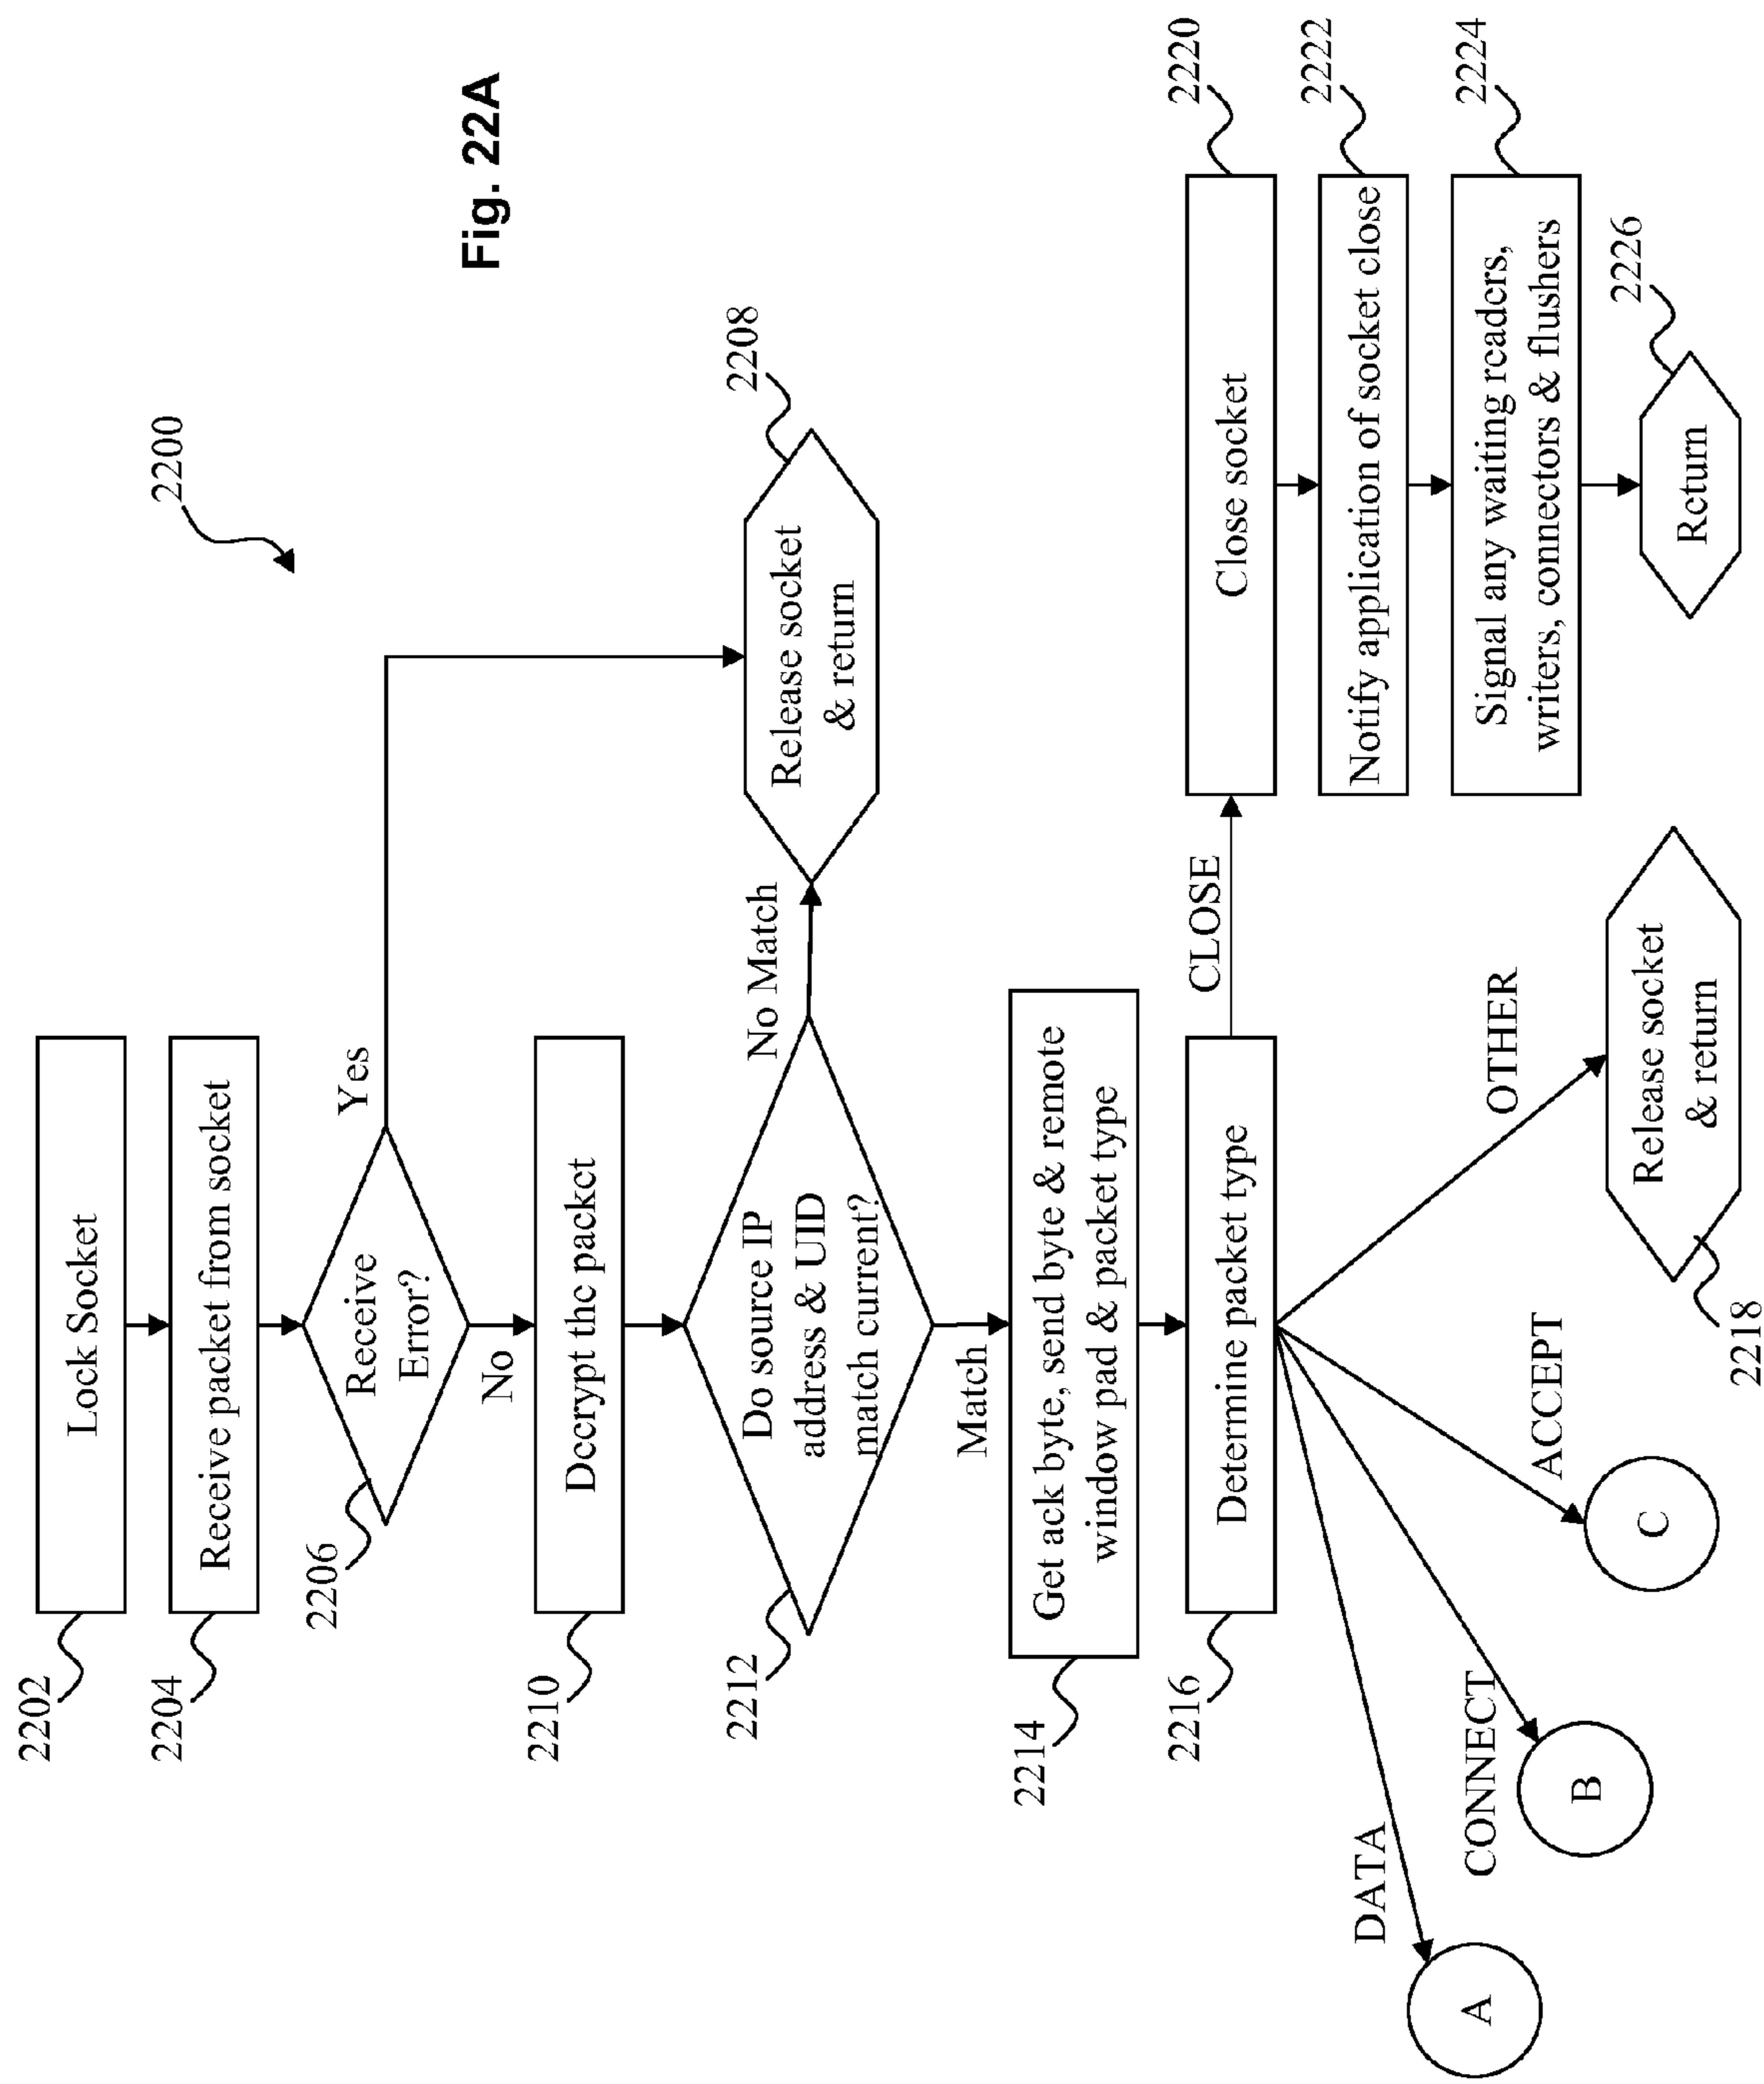 Fig. 22A
2200
2202
Lock Socket
2204
Receive packet from socket
2206
Receive
Error?
Yes
No
2208
Release socket
& return
2210
Decrypt the packet
2212
Do source IP
address & UID
match current?
No Match
Match
2214
Get ack byte, send byte & remote
window pad & packet type
2216
Determine packet type
CLOSE
2220
Close socket
2222
Notify application of socket close
2224
Signal any waiting readers,
writers, connectors & flushers
2226
Return
DATA
A
CONNECT
B
ACCEPT
C
OTHER
Release socket
& return
2218